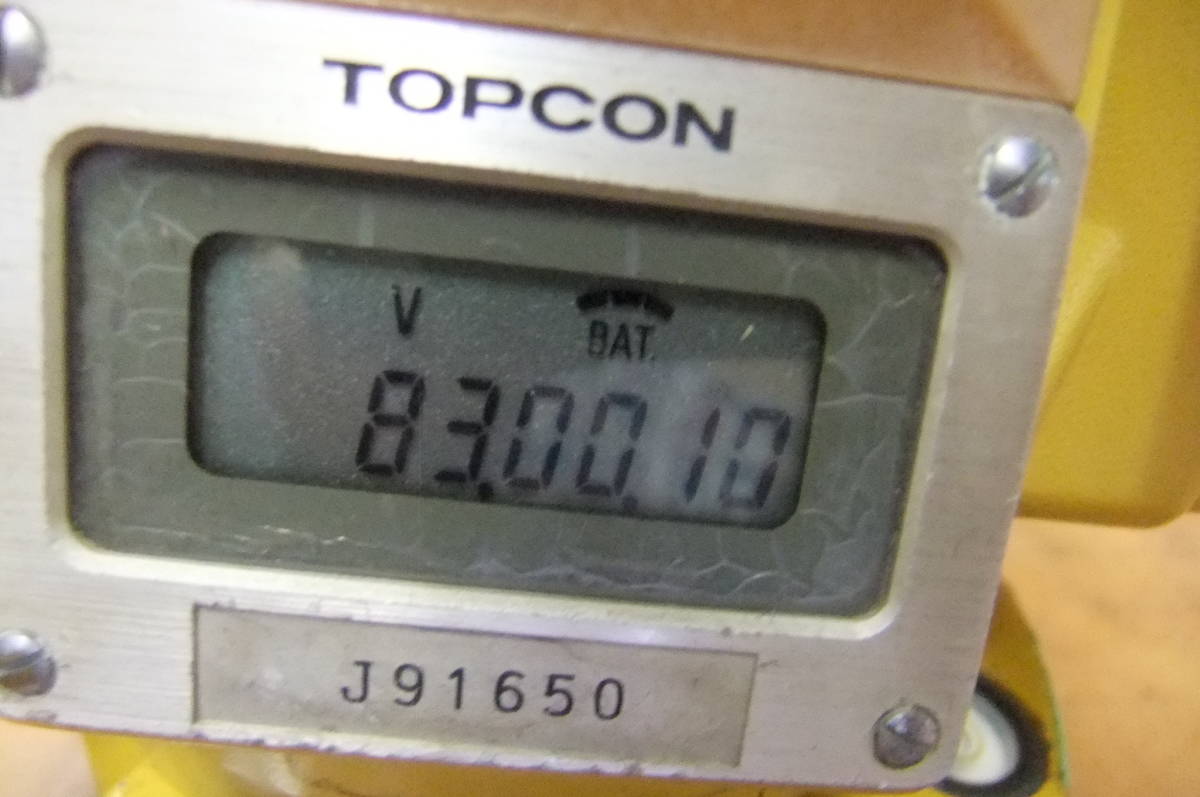 TOPCON
V
BAT.
83.00.10
J91650